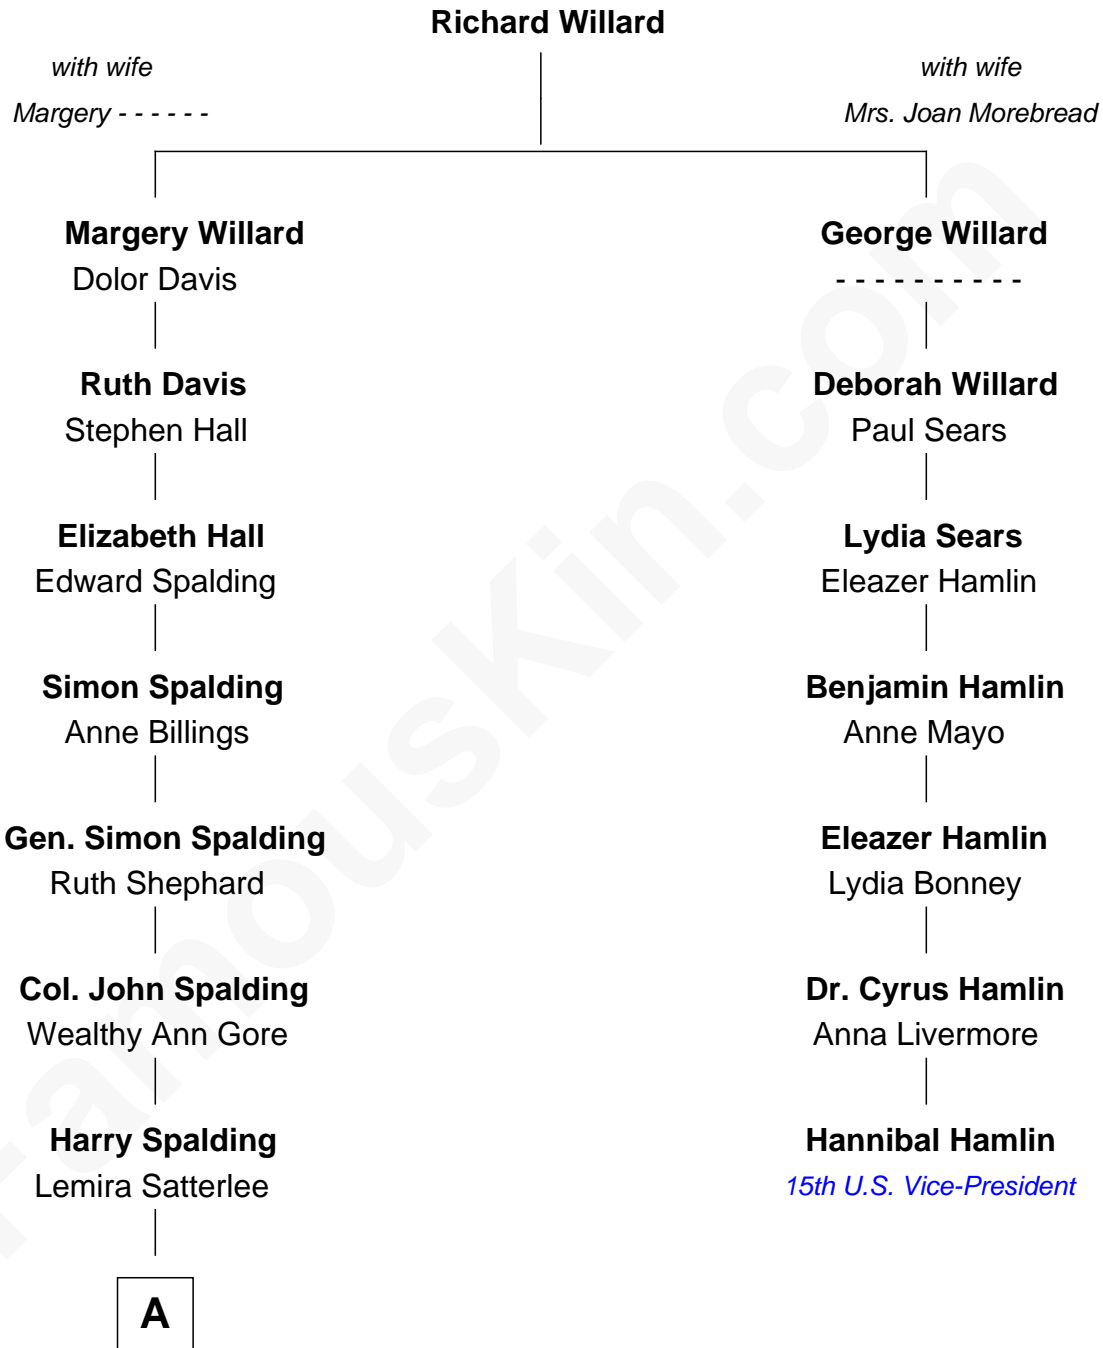 Richard Willard
with wife
Margery - - - - - -
with wife
Mrs. Joan Morebread
Margery Willard
Dolor Davis
George Willard
- - - - - - - - - -
Ruth Davis
Stephen Hall
Deborah Willard
Paul Sears
Elizabeth Hall
Edward Spalding
Lydia Sears
Eleazer Hamlin
Simon Spalding
Anne Billings
Benjamin Hamlin
Anne Mayo
Gen. Simon Spalding
Ruth Shephard
Eleazer Hamlin
Lydia Bonney
Col. John Spalding
Wealthy Ann Gore
Dr. Cyrus Hamlin
Anna Livermore
Harry Spalding
Lemira Satterlee
Hannibal Hamlin
15th U.S. Vice-President
A
FamousKin.com